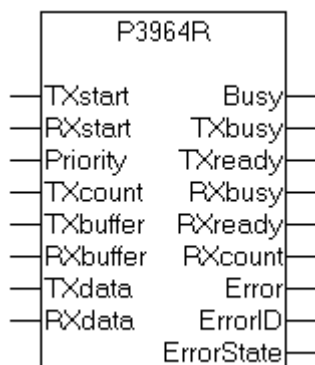 P3964R
TXstart Busy
RXstart TXbusy
Priority TXready
TXcount RXbusy
TXbuffer RXready
RXbuffer RXcount
TXdata Error
RXdata ErrorID
ErrorState